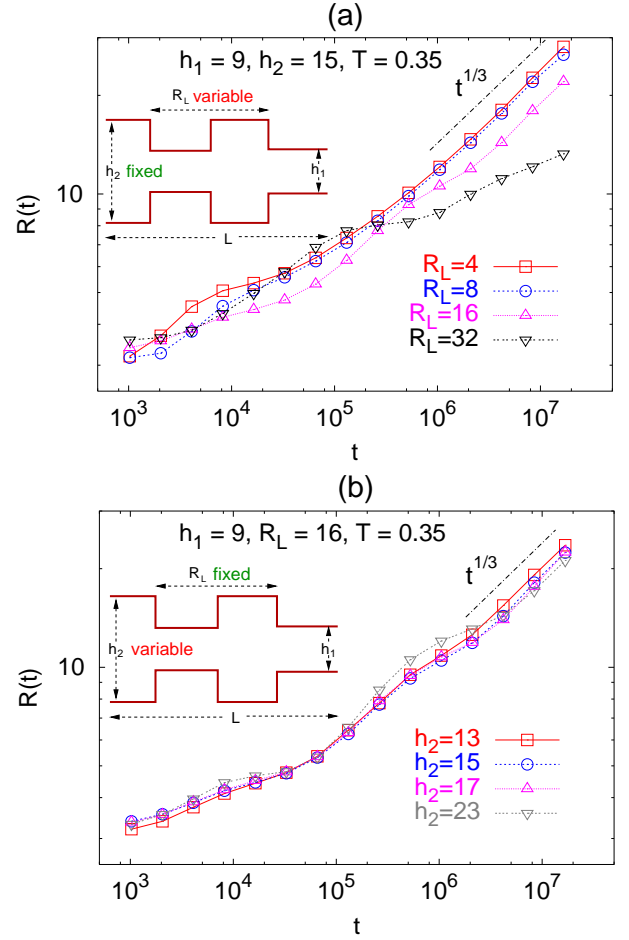 (a)
h₁ = 9, h₂ = 15, T = 0.35
t^1/3
R_L variable
h₂ fixed
h₁
L
10
R(t)
R_L=4
R_L=8
R_L=16
R_L=32
10³ 10⁴ 10⁵ 10⁶ 10⁷
t
(b)
h₁ = 9, R_L = 16, T = 0.35
t^1/3
R_L fixed
h₂ variable
h₁
L
10
R(t)
h₂=13
h₂=15
h₂=17
h₂=23
10³ 10⁴ 10⁵ 10⁶ 10⁷
t